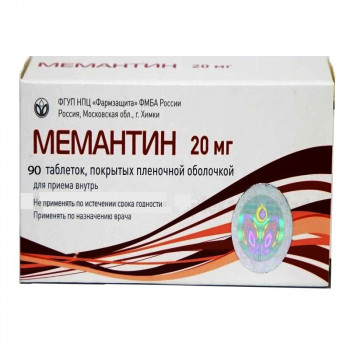 МЕМАНТИН 20 мг
ФГУП НПЦ «Фармзащита» ФМБА России
Россия, Московская обл., г. Химки
МЕМАНТИН 20 мг
90 таблеток, покрытых пленочной оболочкой
для приема внутрь
Не применять по истечении срока годности
Применять по назначению врача